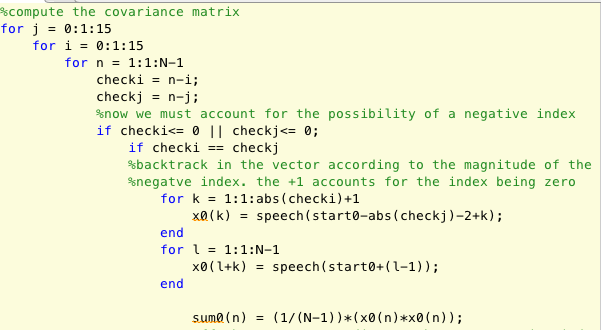 %compute the covariance matrix
for j = 0:1:15
for i = 0:1:15
for n = 1:1:N-1
checki = n-i;
checkj = n-j;
%now we must account for the possibility of a negative index
if checki<= 0 || checkj<= 0;
if checki == checkj
%backtrack in the vector according to the magnitude of the
%negatve index. the +1 accounts for the index being zero
for k = 1:1:abs(checki)+1
x0(k) = speech(start0-abs(checkj)-2+k);
end
for l = 1:1:N-1
x0(l+k) = speech(start0+(l-1));
end
sum0(n) = (1/(N-1))*(x0(n)*x0(n));